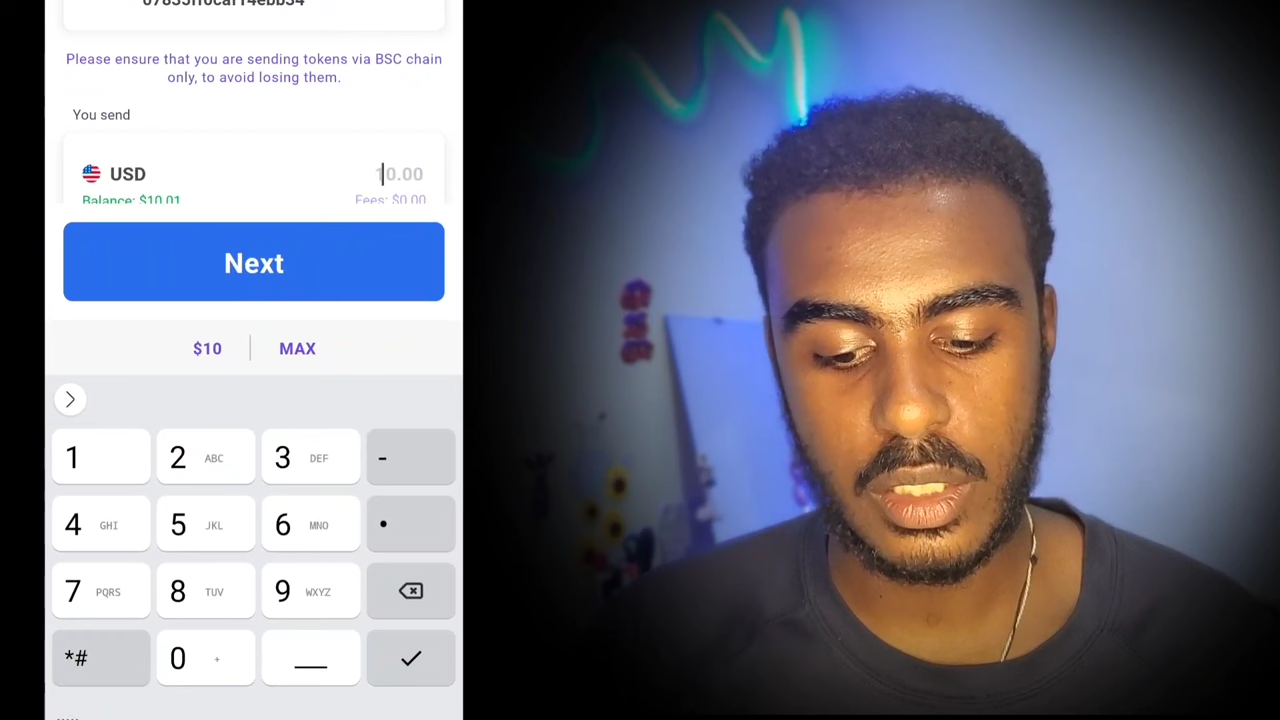 Please ensure that you are sending tokens via BSC chain
only, to avoid losing them.
You send
USD
10.00
Balance: $10.01
Fees: $0.00
Next
$10
MAX
1
2 ABC
3 DEF
-
4 GHI
5 JKL
6 MNO
•
7 PQRS
8 TUV
9 WXYZ
*#
0 +